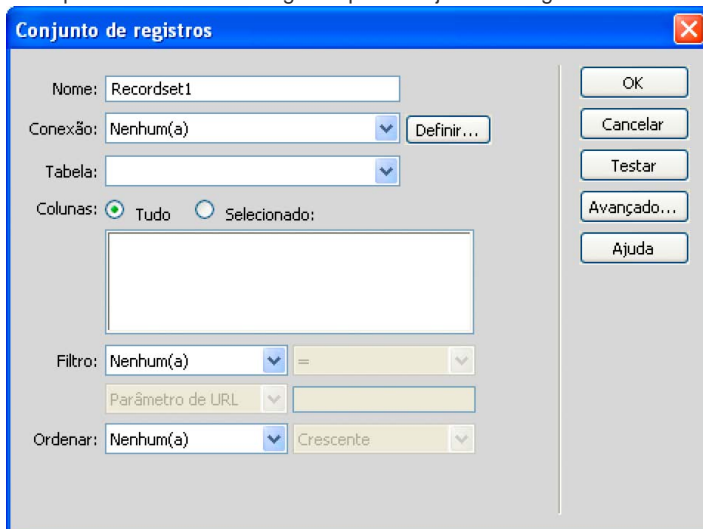 Conjunto de registros
Nome: Recordset1
OK
Conexão: Nenhum(a) Definir...
Cancelar
Tabela:
Testar
Colunas: Tudo Selecionado:
Avançado...
Ajuda
Filtro: Nenhum(a) =
Parâmetro de URL
Ordenar: Nenhum(a) Crescente